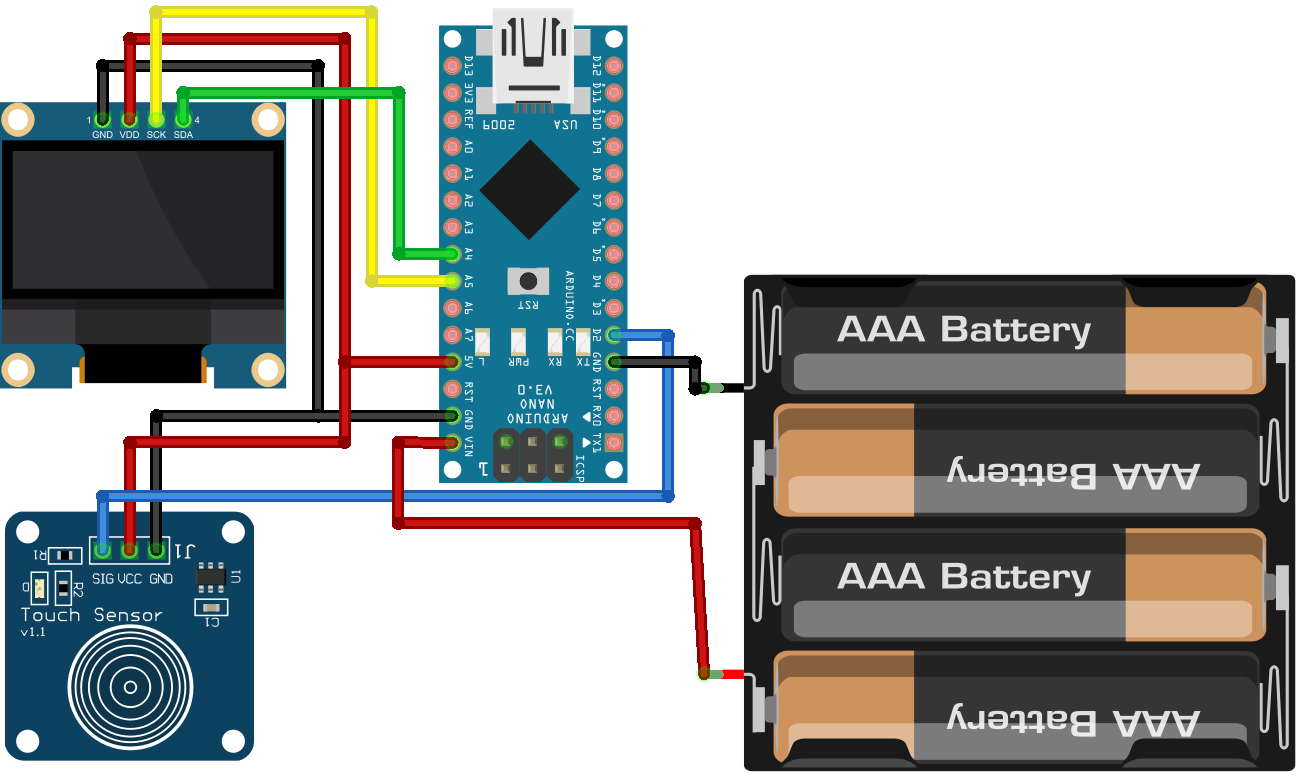 1 4
GND VDD SCK SDA
D13 D12
3V3 D11
REF D10
A0 D9
A1 D8
A2 D7
A3 D6
A4 D5
A5 D4
A6 D3
A7 D2
5V GND
RST RST
GND RX0
VIN TX1
USA 2009
RST
ARDUINO.CC
L PWR RX TX
V3.0
NANO
ARDUINO
1
ICSP
R1
J1
SIG VCC GND
D R2
U1
C1
Touch Sensor
v1.1
AAA Battery
AAA Battery
AAA Battery
AAA Battery